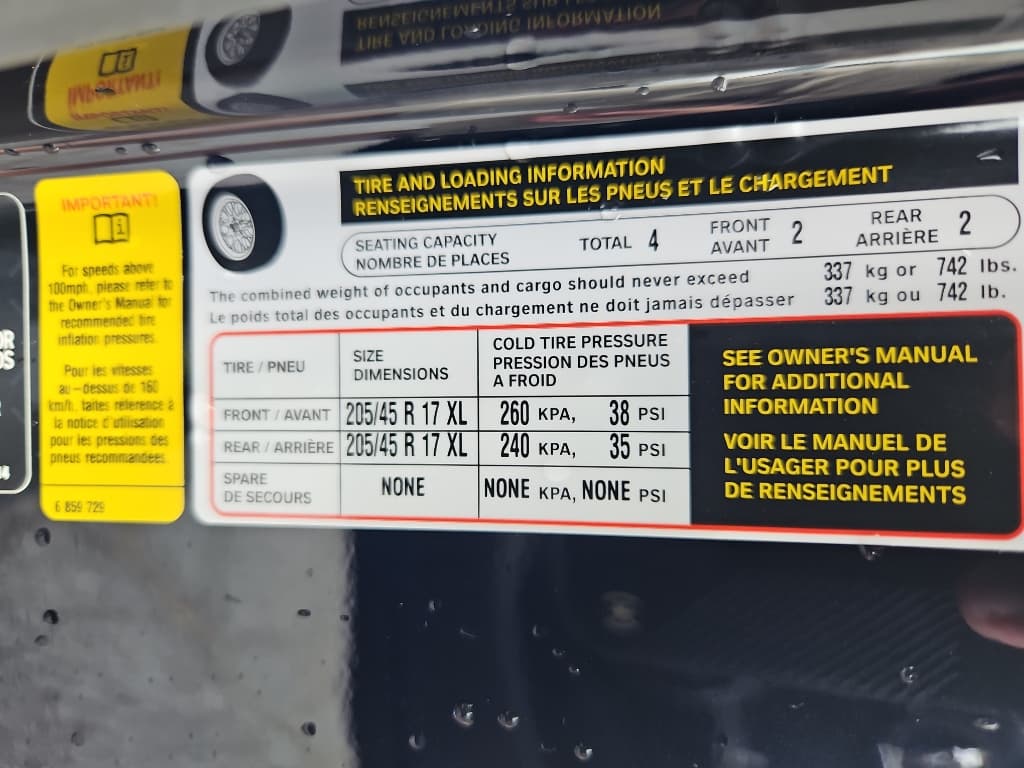 IMPORTANT!
For speeds above
100mph, please refer to
the Owner's Manual for
recommended tire
inflation pressures.
Pour les vitesses
au-dessus de 160
km/h, faites référence à
la notice d'utilisation
pour les pressions des
pneus recommandées.
6 859 729
TIRE AND LOADING INFORMATION
RENSEIGNEMENTS SUR LES PNEUS ET LE CHARGEMENT
SEATING CAPACITY TOTAL 4 FRONT 2 REAR 2
NOMBRE DE PLACES AVANT ARRIÈRE
The combined weight of occupants and cargo should never exceed 337 kg or 742 lbs.
Le poids total des occupants et du chargement ne doit jamais dépasser 337 kg ou 742 lb.
TIRE / PNEU
SIZE
DIMENSIONS
COLD TIRE PRESSURE
PRESSION DES PNEUS
A FROID
FRONT / AVANT 205/45 R 17 XL 260 KPA, 38 PSI
REAR / ARRIÈRE 205/45 R 17 XL 240 KPA, 35 PSI
SPARE
DE SECOURS
NONE NONE KPA, NONE PSI
SEE OWNER'S MANUAL
FOR ADDITIONAL
INFORMATION
VOIR LE MANUEL DE
L'USAGER POUR PLUS
DE RENSEIGNEMENTS